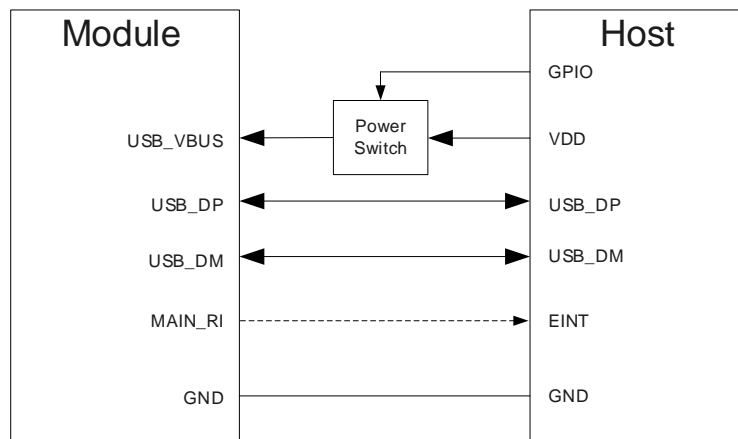 Module
Host
GPIO
Power
Switch
USB_VBUS
VDD
USB_DP
USB_DP
USB_DM
USB_DM
MAIN_RI
EINT
GND
GND